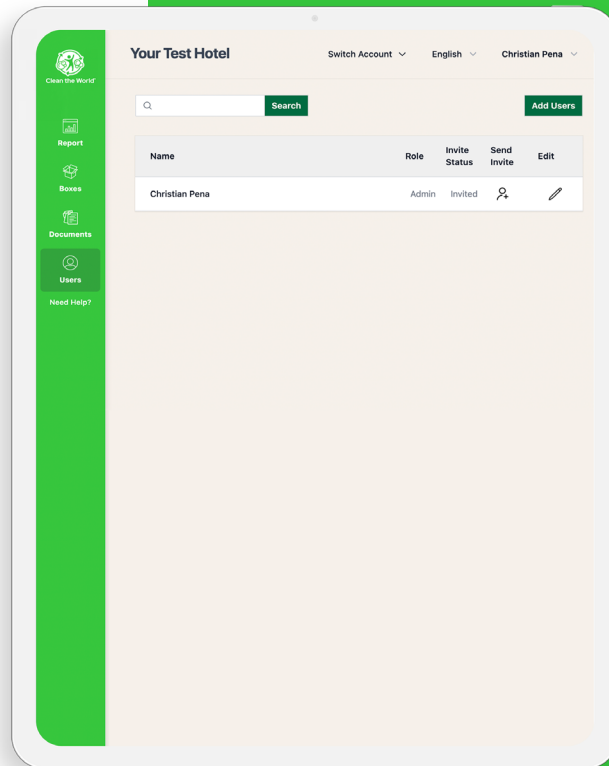 Clean the World
Your Test Hotel
Switch Account
English
Christian Pena
Search
Add Users
Report
Boxes
Documents
Users
Need Help?
Name
Role
Invite
Status
Send
Invite
Edit
Christian Pena
Admin
Invited